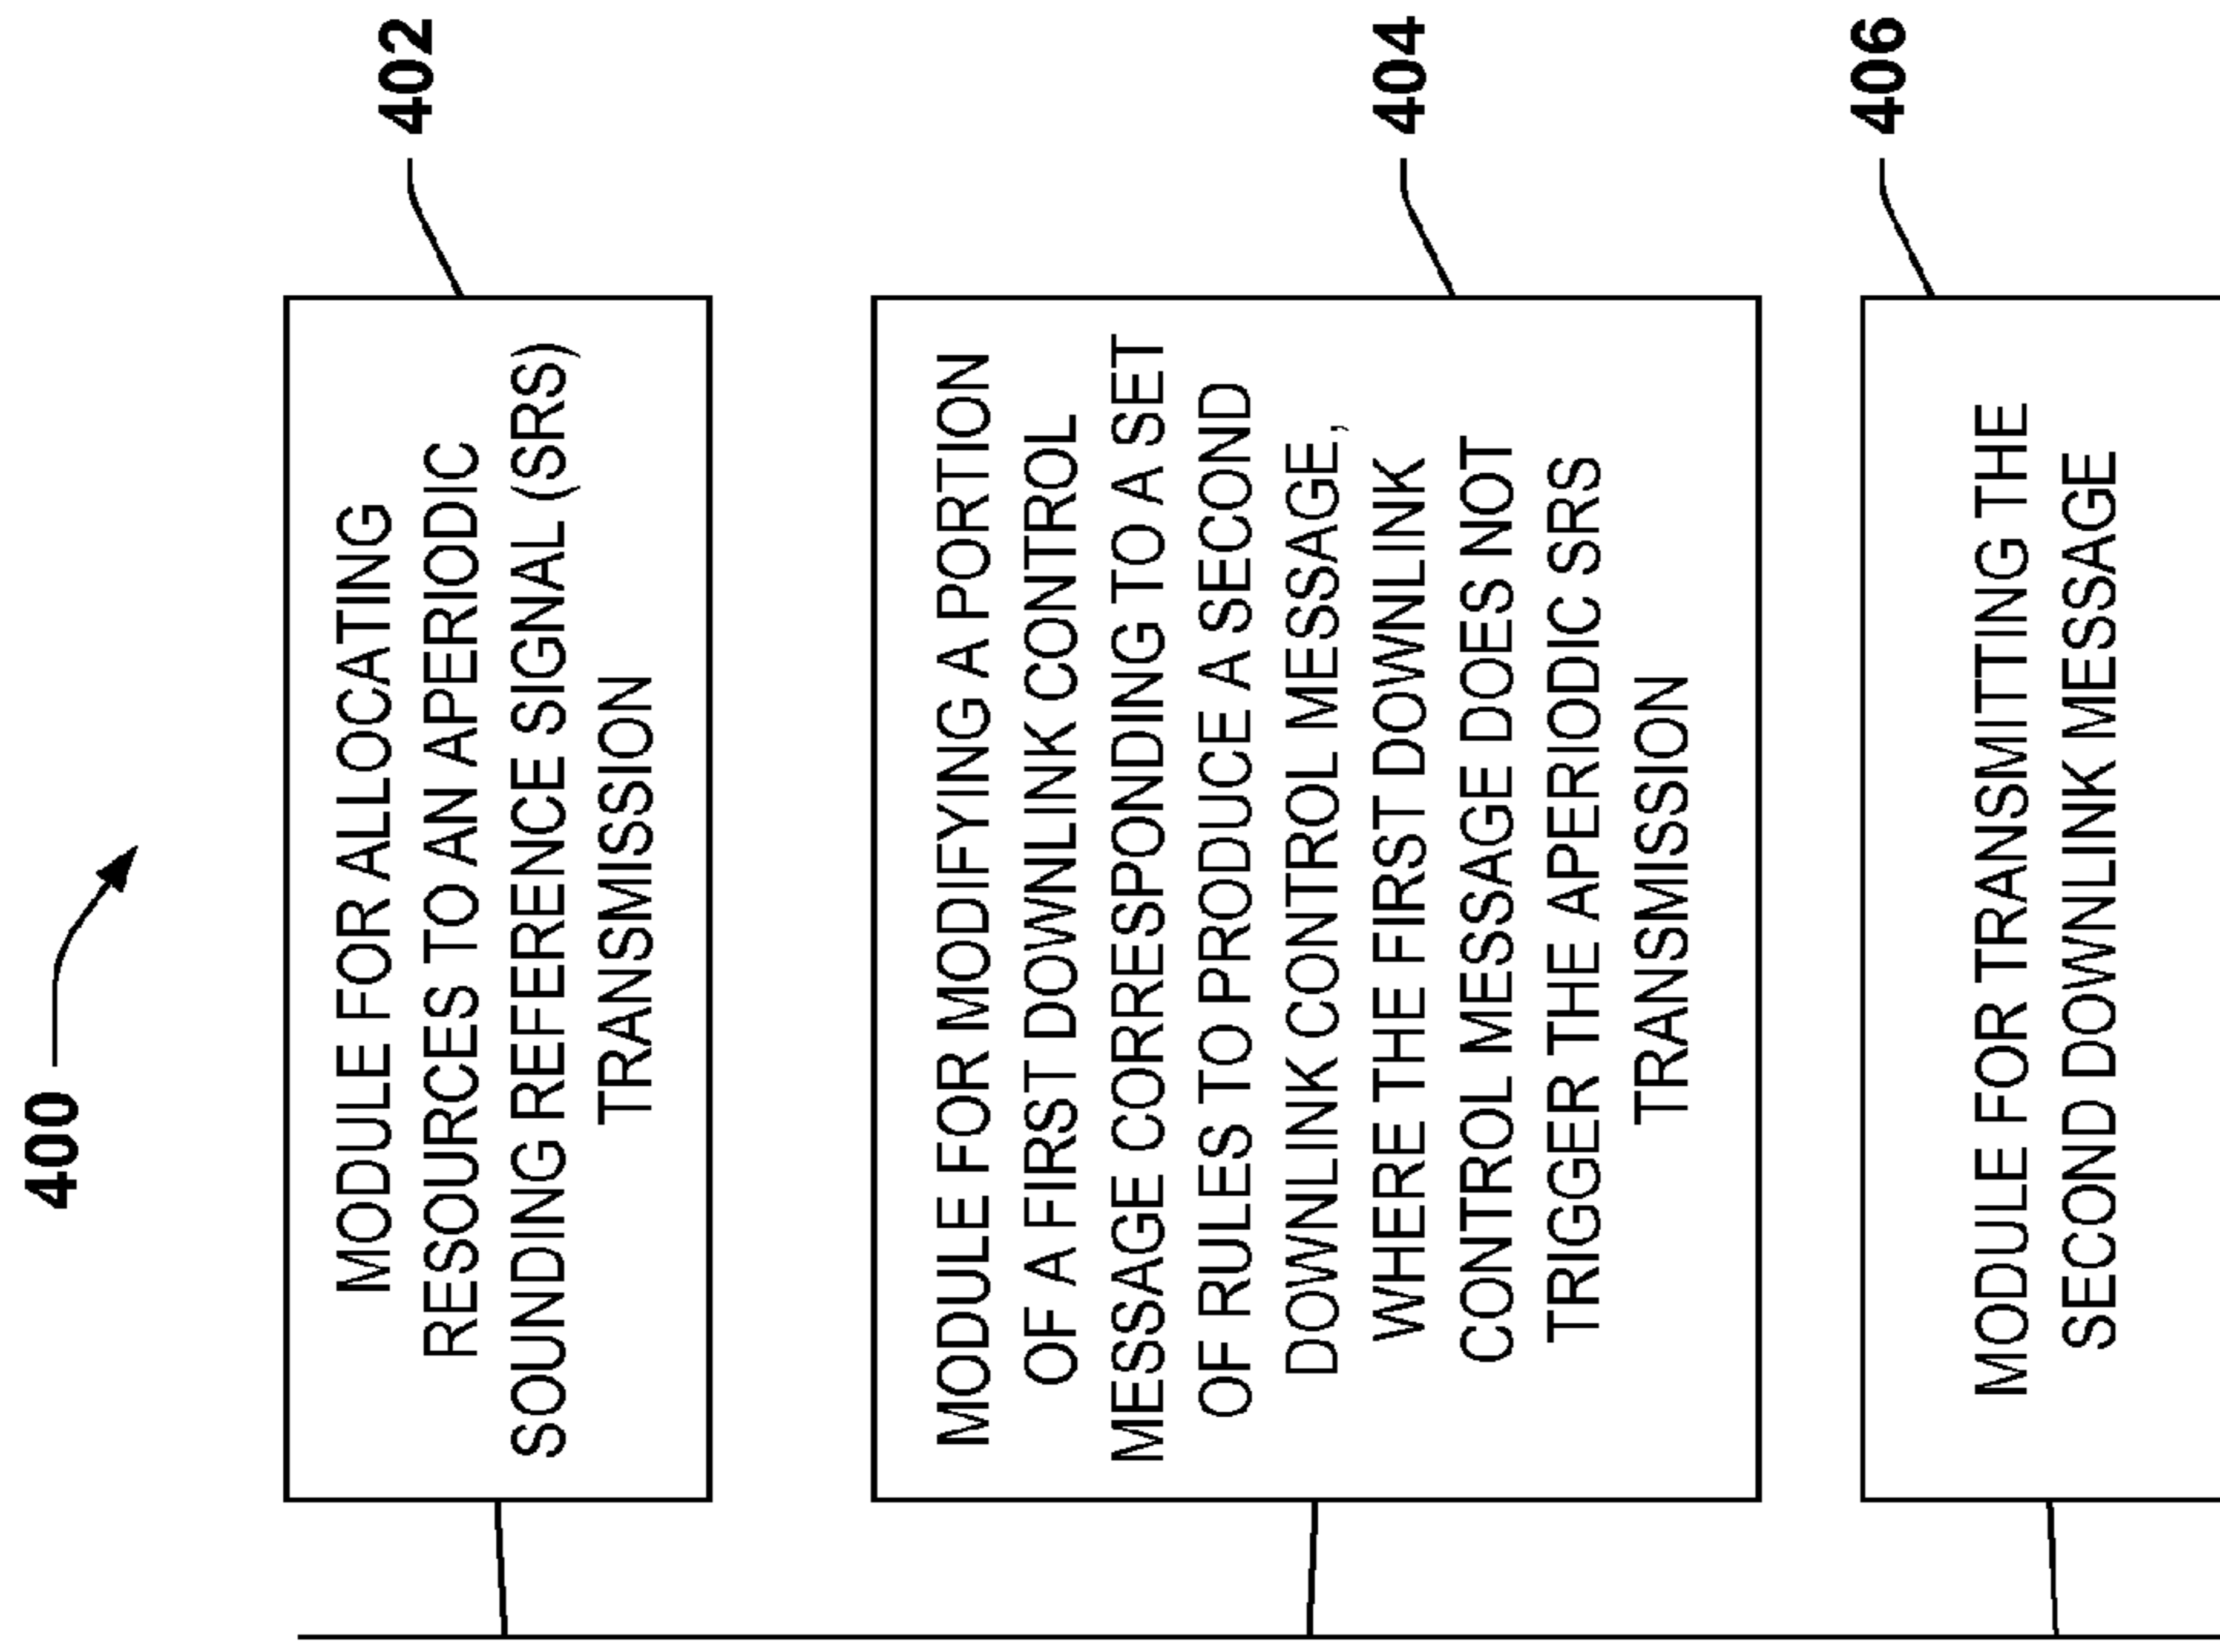 400
402
MODULE FOR ALLOCATING
RESOURCES TO AN APERIODIC
SOUNDING REFERENCE SIGNAL (SRS)
TRANSMISSION
404
MODULE FOR MODIFYING A PORTION
OF A FIRST DOWNLINK CONTROL
MESSAGE CORRESPONDING TO A SET
OF RULES TO PRODUCE A SECOND
DOWNLINK CONTROL MESSAGE,
WHERE THE FIRST DOWNLINK
CONTROL MESSAGE DOES NOT
TRIGGER THE APERIODIC SRS
TRANSMISSION
406
MODULE FOR TRANSMITTING THE
SECOND DOWNLINK MESSAGE